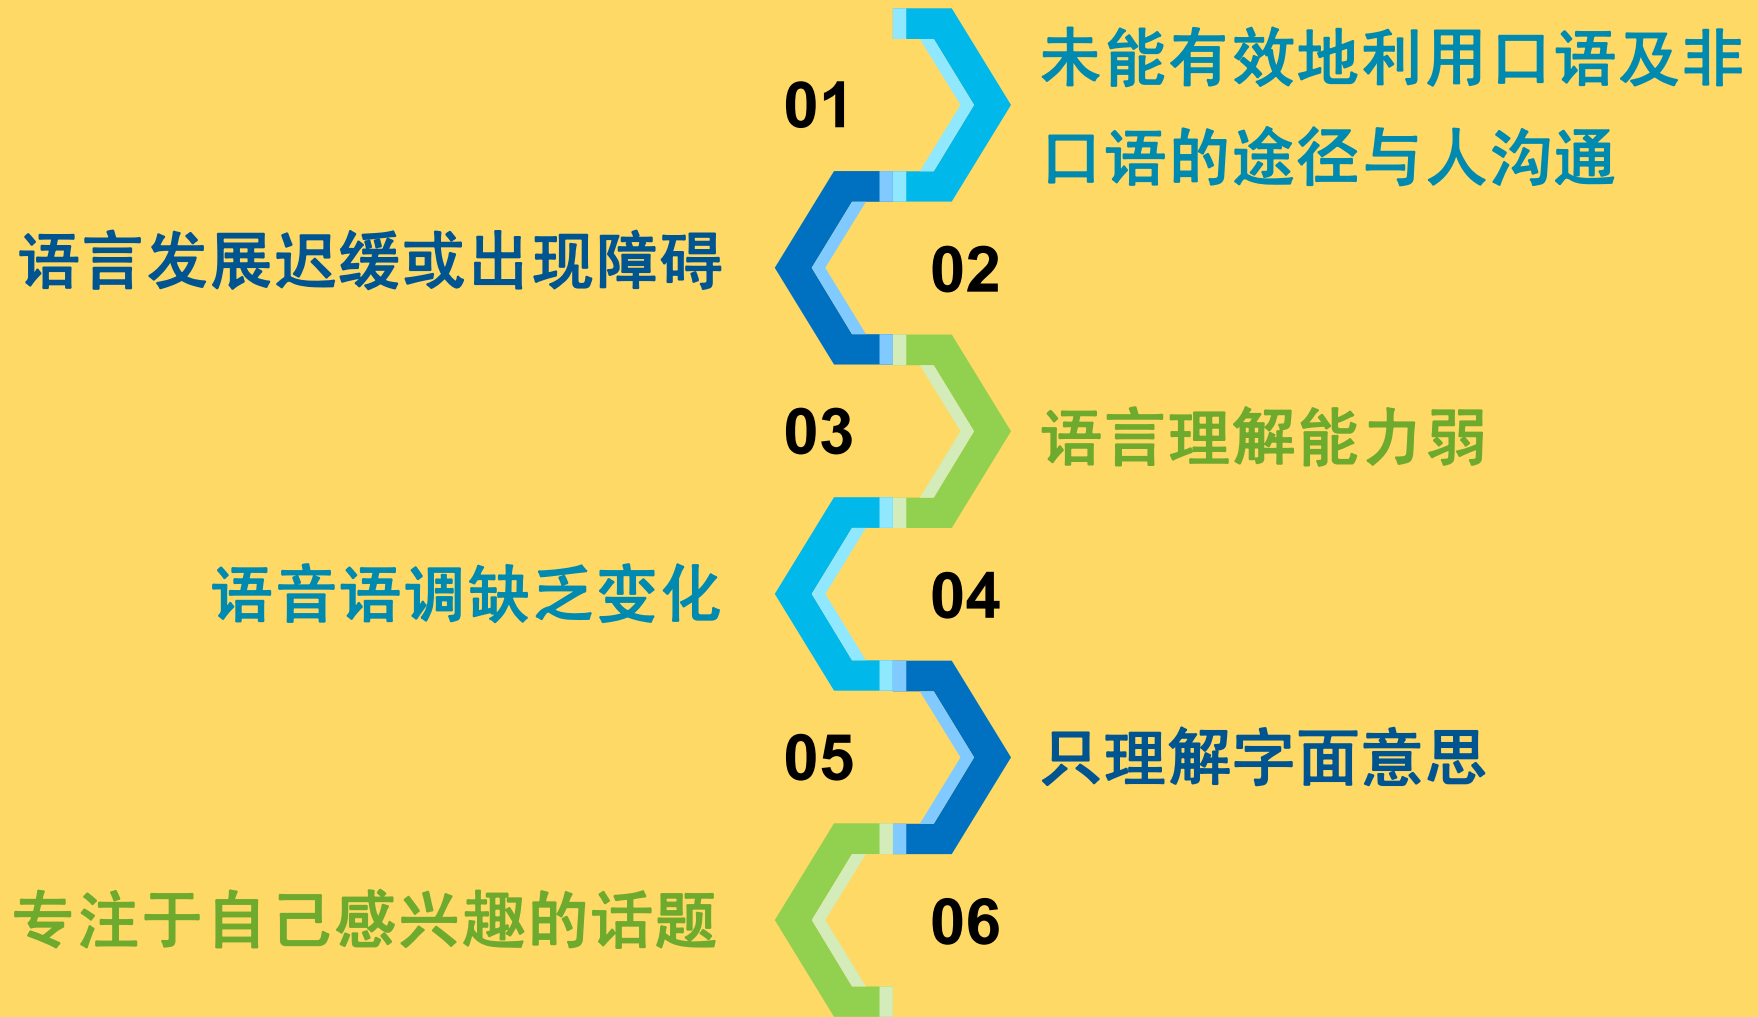 01
未能有效地利用口语及非
口语的途径与人沟通
语言发展迟缓或出现障碍
02
03
语言理解能力弱
语音语调缺乏变化
04
05
只理解字面意思
专注于自己感兴趣的话题
06